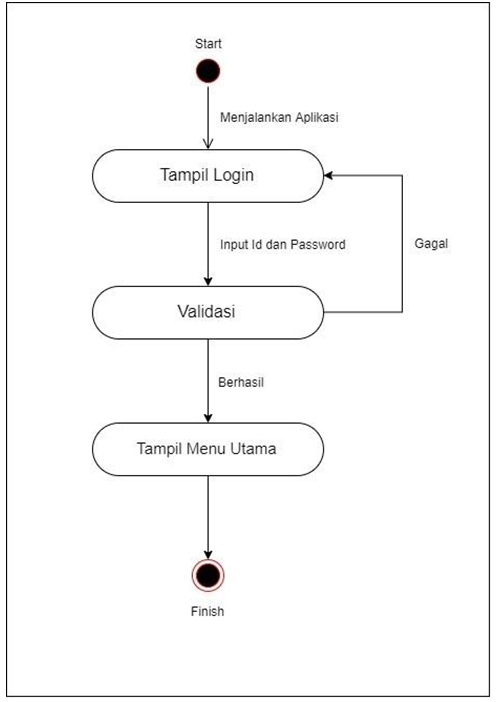 Start
Menjalankan Aplikasi
Tampil Login
Input Id dan Password
Gagal
Validasi
Berhasil
Tampil Menu Utama
Finish